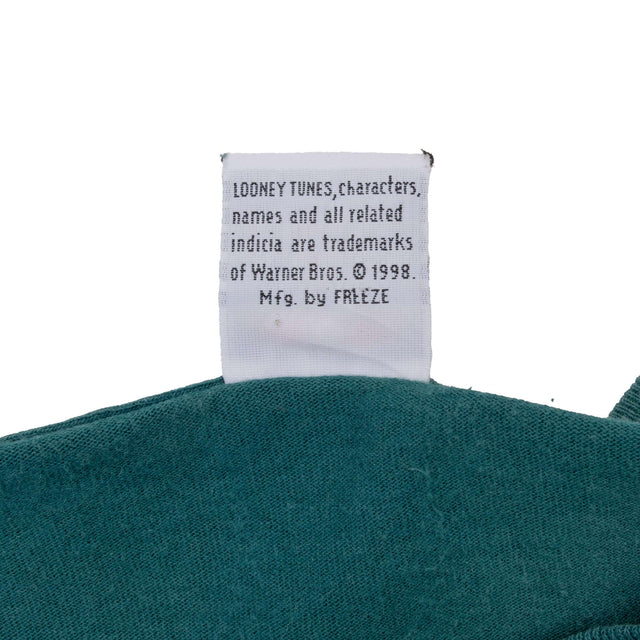 LOONEY TUNES, characters,
names and all related
indicia are trademarks
of Warner Bros. © 1998.
Mfg. by FREEZE